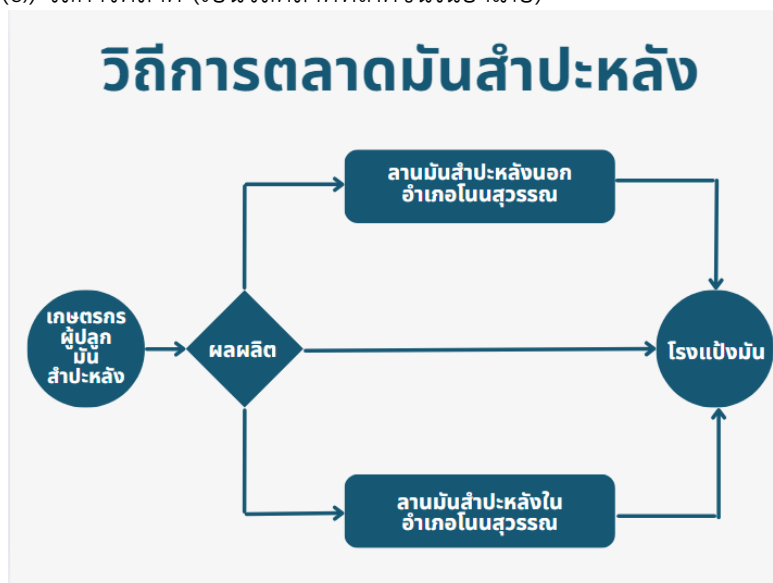 วิถีการตลาดมันสำปะหลัง
ลานมันสำปะหลังนอก
อำเภอโนนสุวรรณ
เกษตรกร
ผู้ปลูก
มัน
สำปะหลัง
ผลผลิต
โรงแป้งมัน
ลานมันสำปะหลังใน
อำเภอโนนสุวรรณ